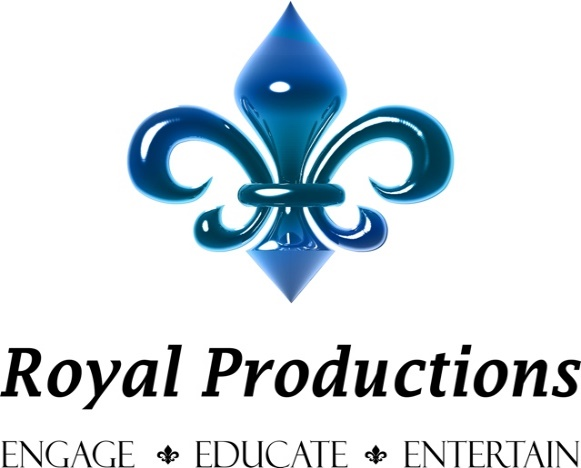 Royal Productions
ENGAGE ⚜ EDUCATE ⚜ ENTERTAIN